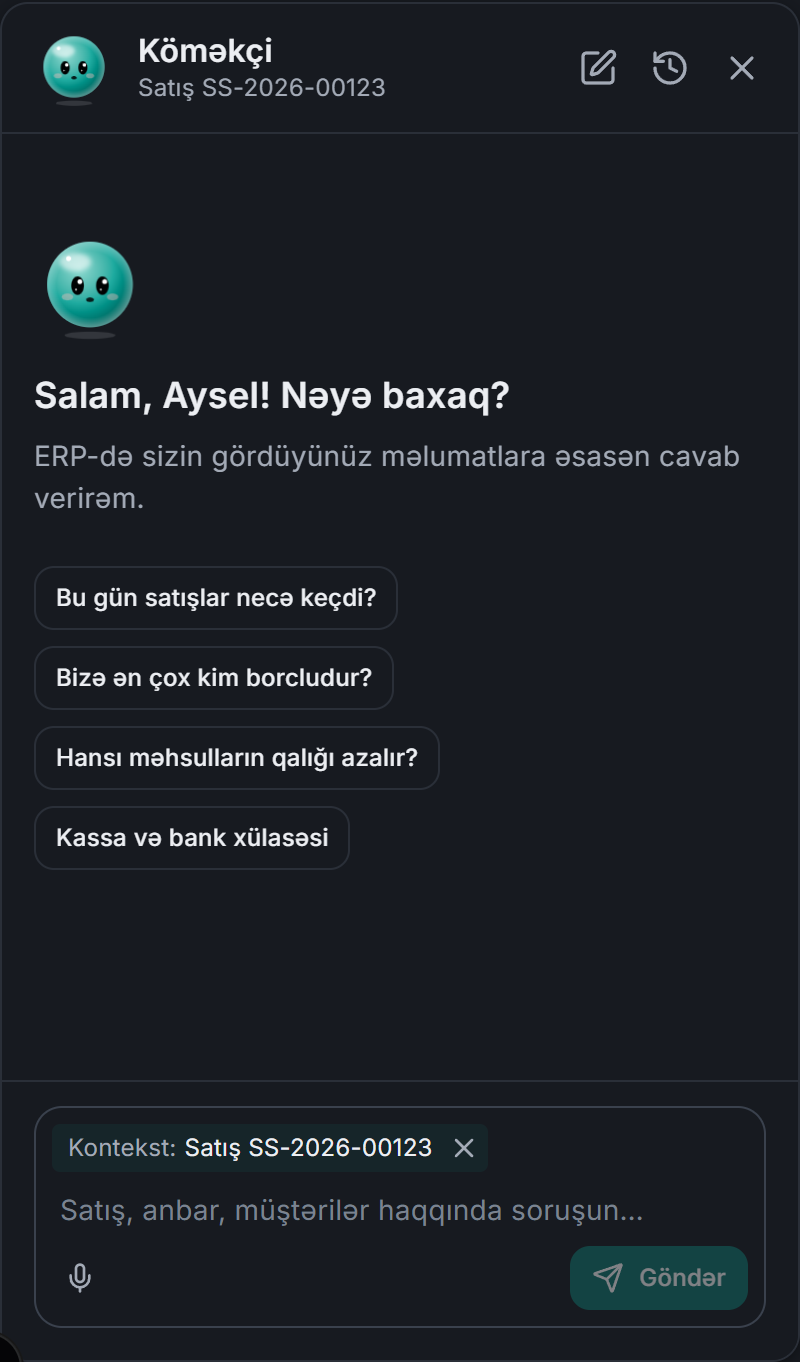 Köməkçi
Satış SS-2026-00123
Salam, Aysel! Nəyə baxaq?
ERP-də sizin gördüyünüz məlumatlara əsasən cavab
verirəm.
Bu gün satışlar necə keçdi?
Bizə ən çox kim borcludur?
Hansı məhsulların qalığı azalır?
Kassa və bank xülasəsi
Kontekst: Satış SS-2026-00123
Satış, anbar, müştərilər haqqında soruşun...
Göndər